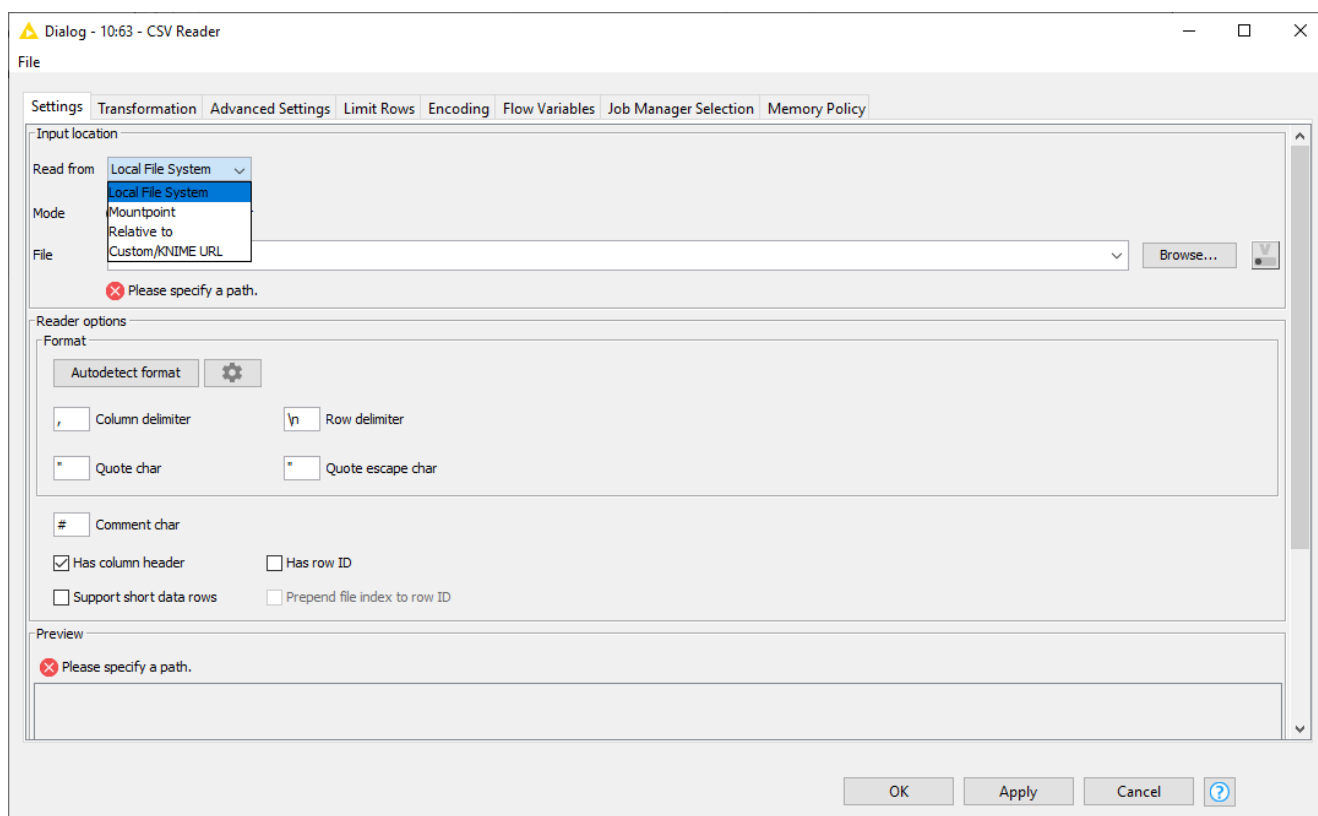 Dialog - 10:63 - CSV Reader
File
Settings Transformation Advanced Settings Limit Rows Encoding Flow Variables Job Manager Selection Memory Policy
Input location
Read from Local File System
Local File System
Mode Mountpoint
Relative to
File Custom/KNIME URL Browse... V
Please specify a path.
Reader options
Format
Autodetect format
, Column delimiter \n Row delimiter
" Quote char " Quote escape char
# Comment char
Has column header Has row ID
Support short data rows Prepend file index to row ID
Preview
Please specify a path.
OK Apply Cancel ?